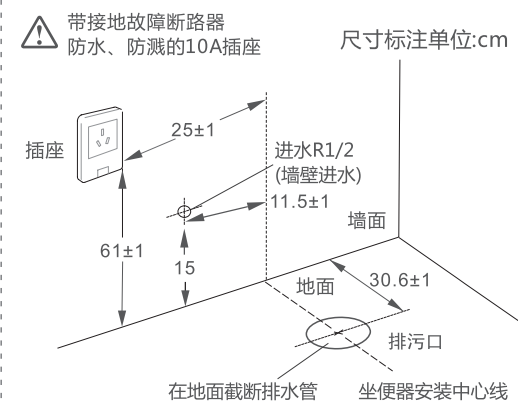 带接地故障断路器
防水、防溅的10A插座
尺寸标注单位:cm
25±1
插座
进水R1/2
(墙壁进水)
11.5±1
墙面
61±1
15
地面
30.6±1
排污口
在地面截断排水管
坐便器安装中心线